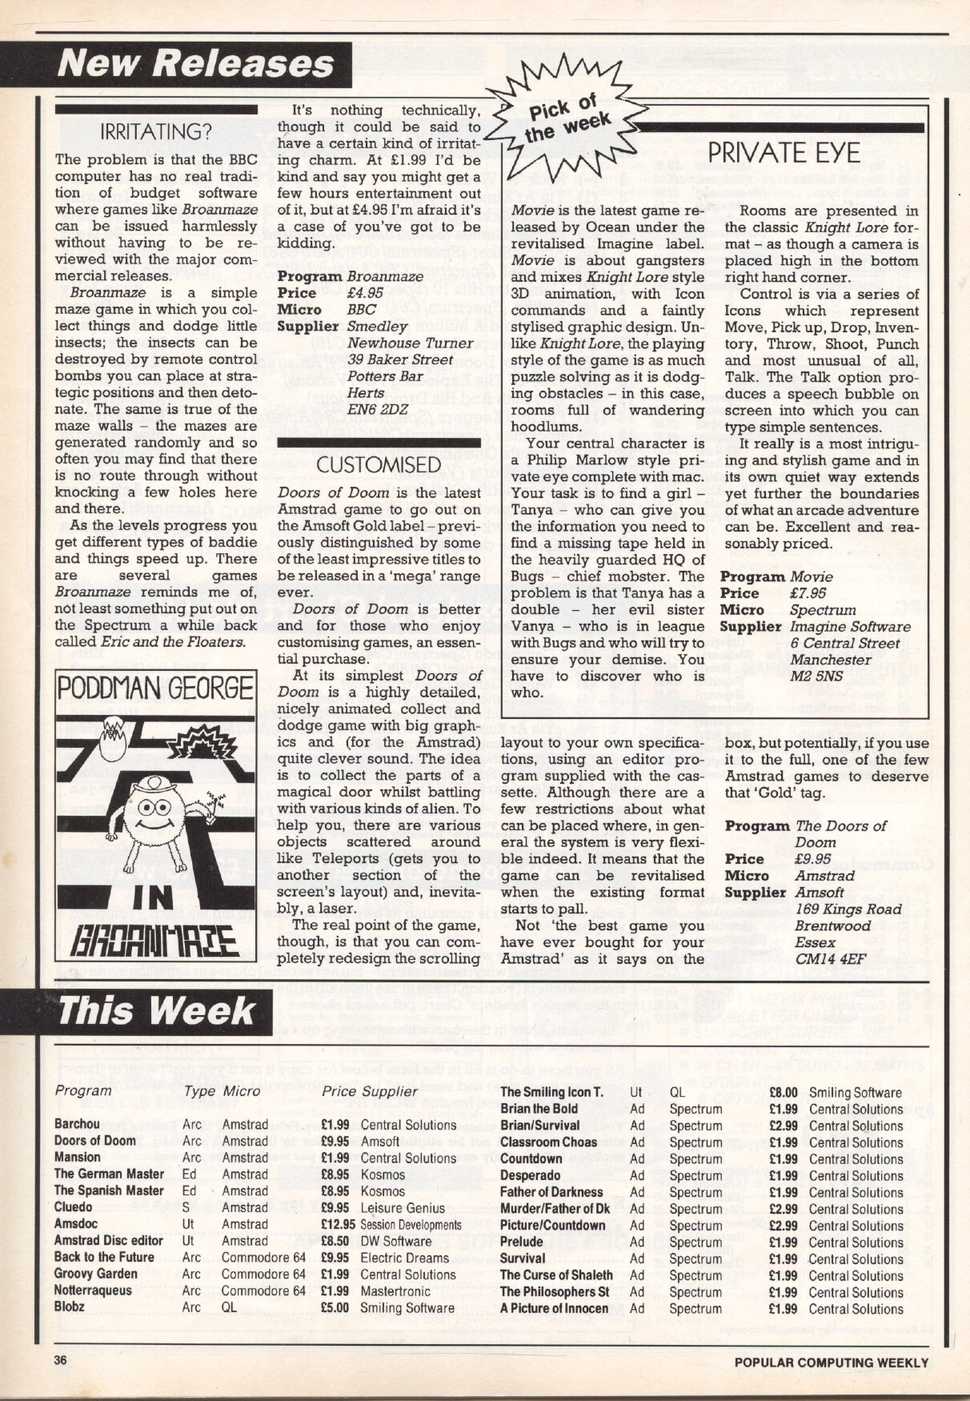 New Releases
IRRITATING?
The problem is that the BBC
computer has no real tradi-
tion of budget software
where games like Broanmaze
can be issued harmlessly
without having to be re-
viewed with the major com-
mercial releases.
Broanmaze is a simple
maze game in which you col-
lect things and dodge little
insects; the insects can be
destroyed by remote control
bombs you can place at stra-
tegic positions and then deto-
nate. The same is true of the
maze walls – the mazes are
generated randomly and so
often you may find that there
is no route through without
knocking a few holes here
and there.
As the levels progress you
get different types of baddie
and things speed up. There
are several games
Broanmaze reminds me of,
not least something put out on
the Spectrum a while back
called Eric and the Floaters.
PODDMAN GEORGE
IN
BROANMAZE
It's nothing technically,
though it could be said to
have a certain kind of irritat-
ing charm. At £1.99 I'd be
kind and say you might get a
few hours entertainment out
of it, but at £4.95 I'm afraid it's
a case of you've got to be
kidding.
Program Broanmaze
Price £4.95
Micro BBC
Supplier Smedley
Newhouse Turner
39 Baker Street
Potters Bar
Herts
EN6 2DZ
CUSTOMISED
Doors of Doom is the latest
Amstrad game to go out on
the Amsoft Gold label – previ-
ously distinguished by some
of the least impressive titles to
be released in a 'mega' range
ever.
Doors of Doom is better
and for those who enjoy
customising games, an essen-
tial purchase.
At its simplest Doors of
Doom is a highly detailed,
nicely animated collect and
dodge game with big graph-
ics and (for the Amstrad)
quite clever sound. The idea
is to collect the parts of a
magical door whilst battling
with various kinds of alien. To
help you, there are various
objects scattered around
like Teleports (gets you to
another section of the
screen's layout) and, inevita-
bly, a laser.
The real point of the game,
though, is that you can com-
pletely redesign the scrolling
layout to your own specifica-
tions, using an editor pro-
gram supplied with the cas-
sette. Although there are a
few restrictions about what
can be placed where, in gen-
eral the system is very flexi-
ble indeed. It means that the
game can be revitalised
when the existing format
starts to pall.
Not 'the best game you
have ever bought for your
Amstrad' as it says on the
box, but potentially, if you use
it to the full, one of the few
Amstrad games to deserve
that 'Gold' tag.
Program The Doors of
Doom
Price £9.95
Micro Amstrad
Supplier Amsoft
169 Kings Road
Brentwood
Essex
CM14 4EF
Pick of
the week
PRIVATE EYE
Movie is the latest game re-
leased by Ocean under the
revitalised Imagine label.
Movie is about gangsters
and mixes Knight Lore style
3D animation, with Icon
commands and a faintly
stylised graphic design. Un-
like Knight Lore, the playing
style of the game is as much
puzzle solving as it is dodg-
ing obstacles – in this case,
rooms full of wandering
hoodlums.
Your central character is
a Philip Marlow style pri-
vate eye complete with mac.
Your task is to find a girl –
Tanya – who can give you
the information you need to
find a missing tape held in
the heavily guarded HQ of
Bugs – chief mobster. The
problem is that Tanya has a
double – her evil sister
Vanya – who is in league
with Bugs and who will try to
ensure your demise. You
have to discover who is
who.
Rooms are presented in
the classic Knight Lore for-
mat – as though a camera is
placed high in the bottom
right hand corner.
Control is via a series of
Icons which represent
Move, Pick up, Drop, Inven-
tory, Throw, Shoot, Punch
and most unusual of all,
Talk. The Talk option pro-
duces a speech bubble on
screen into which you can
type simple sentences.
It really is a most intrigu-
ing and stylish game and in
its own quiet way extends
yet further the boundaries
of what an arcade adventure
can be. Excellent and rea-
sonably priced.
Program Movie
Price £7.95
Micro Spectrum
Supplier Imagine Software
6 Central Street
Manchester
M2 5NS
This Week
Program Type Micro Price Supplier
Barchou Arc Amstrad £1.99 Central Solutions
Doors of Doom Arc Amstrad £9.95 Amsoft
Mansion Arc Amstrad £1.99 Central Solutions
The German Master Ed Amstrad £8.95 Kosmos
The Spanish Master Ed Amstrad £8.95 Kosmos
Cluedo S Amstrad £9.95 Leisure Genius
Amsdoc Ut Amstrad £12.95 Session Developments
Amstrad Disc editor Ut Amstrad £8.50 DW Software
Back to the Future Arc Commodore 64 £9.95 Electric Dreams
Groovy Garden Arc Commodore 64 £1.99 Central Solutions
Notterraqueus Arc Commodore 64 £1.99 Mastertronic
Blobz Arc QL £5.00 Smiling Software
The Smiling Icon T. Ut QL £8.00 Smiling Software
Brian the Bold Ad Spectrum £1.99 Central Solutions
Brian/Survival Ad Spectrum £2.99 Central Solutions
Classroom Choas Ad Spectrum £1.99 Central Solutions
Countdown Ad Spectrum £1.99 Central Solutions
Desperado Ad Spectrum £1.99 Central Solutions
Father of Darkness Ad Spectrum £1.99 Central Solutions
Murder/Father of Dk Ad Spectrum £2.99 Central Solutions
Picture/Countdown Ad Spectrum £2.99 Central Solutions
Prelude Ad Spectrum £1.99 Central Solutions
Survival Ad Spectrum £1.99 Central Solutions
The Curse of Shaleth Ad Spectrum £1.99 Central Solutions
The Philosophers St Ad Spectrum £1.99 Central Solutions
A Picture of Innocen Ad Spectrum £1.99 Central Solutions
36
POPULAR COMPUTING WEEKLY